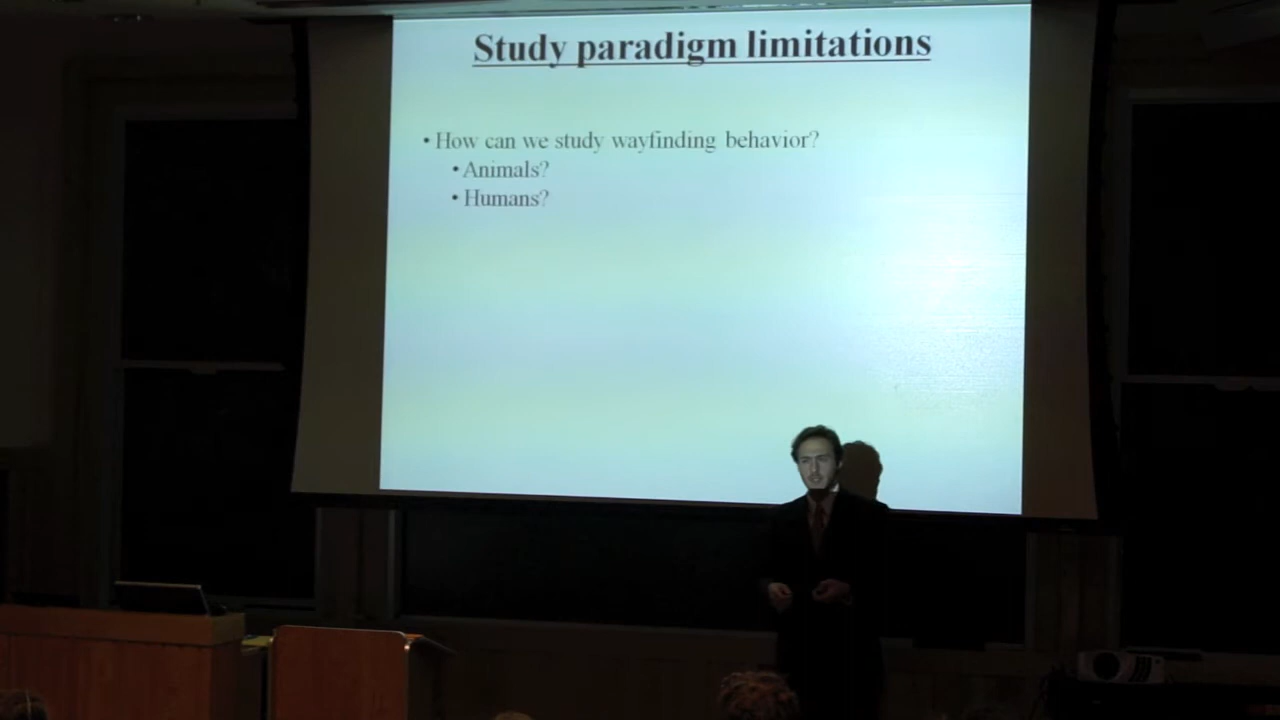 Study paradigm limitations
• How can we study wayfinding behavior?
• Animals?
• Humans?